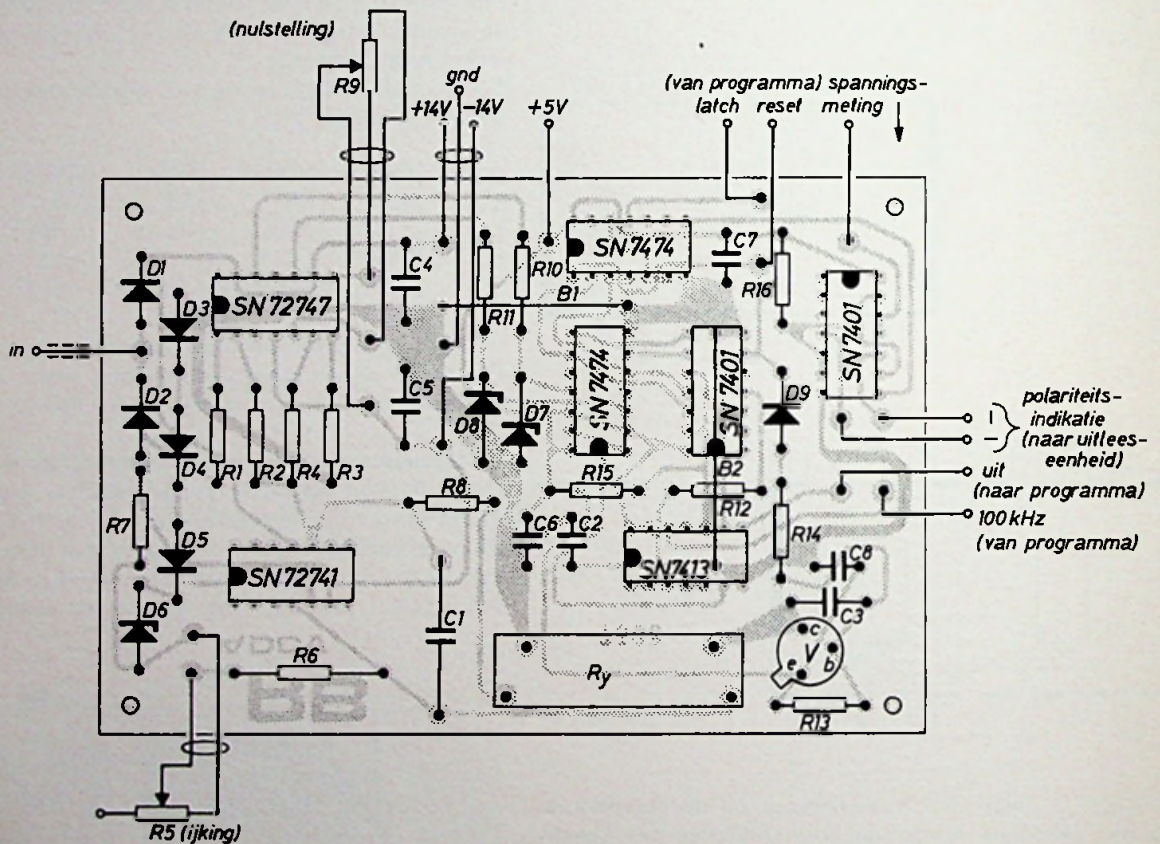 (nulstelling)
R9
gnd
+14V
-14V
+5V
(van programma) spannings-
latch reset meting
D1
D3
SN72747
C4
R11
R10
B1
SN7474
C7
R16
SN7401
in
D2
D4
R1
R2
R4
R3
C5
D8
D7
SN7474
SN7401
D9
polariteits-
indikatie
(naar uitlees-
eenheid)
R7
D5
R8
R15
B2
R12
uit
(naar programma)
100kHz
(van programma)
D6
SN72741
C1
C6
C2
SN7413
R14
C8
C3
R6
Ry
c
V
e
b
R13
R5 (ijking)